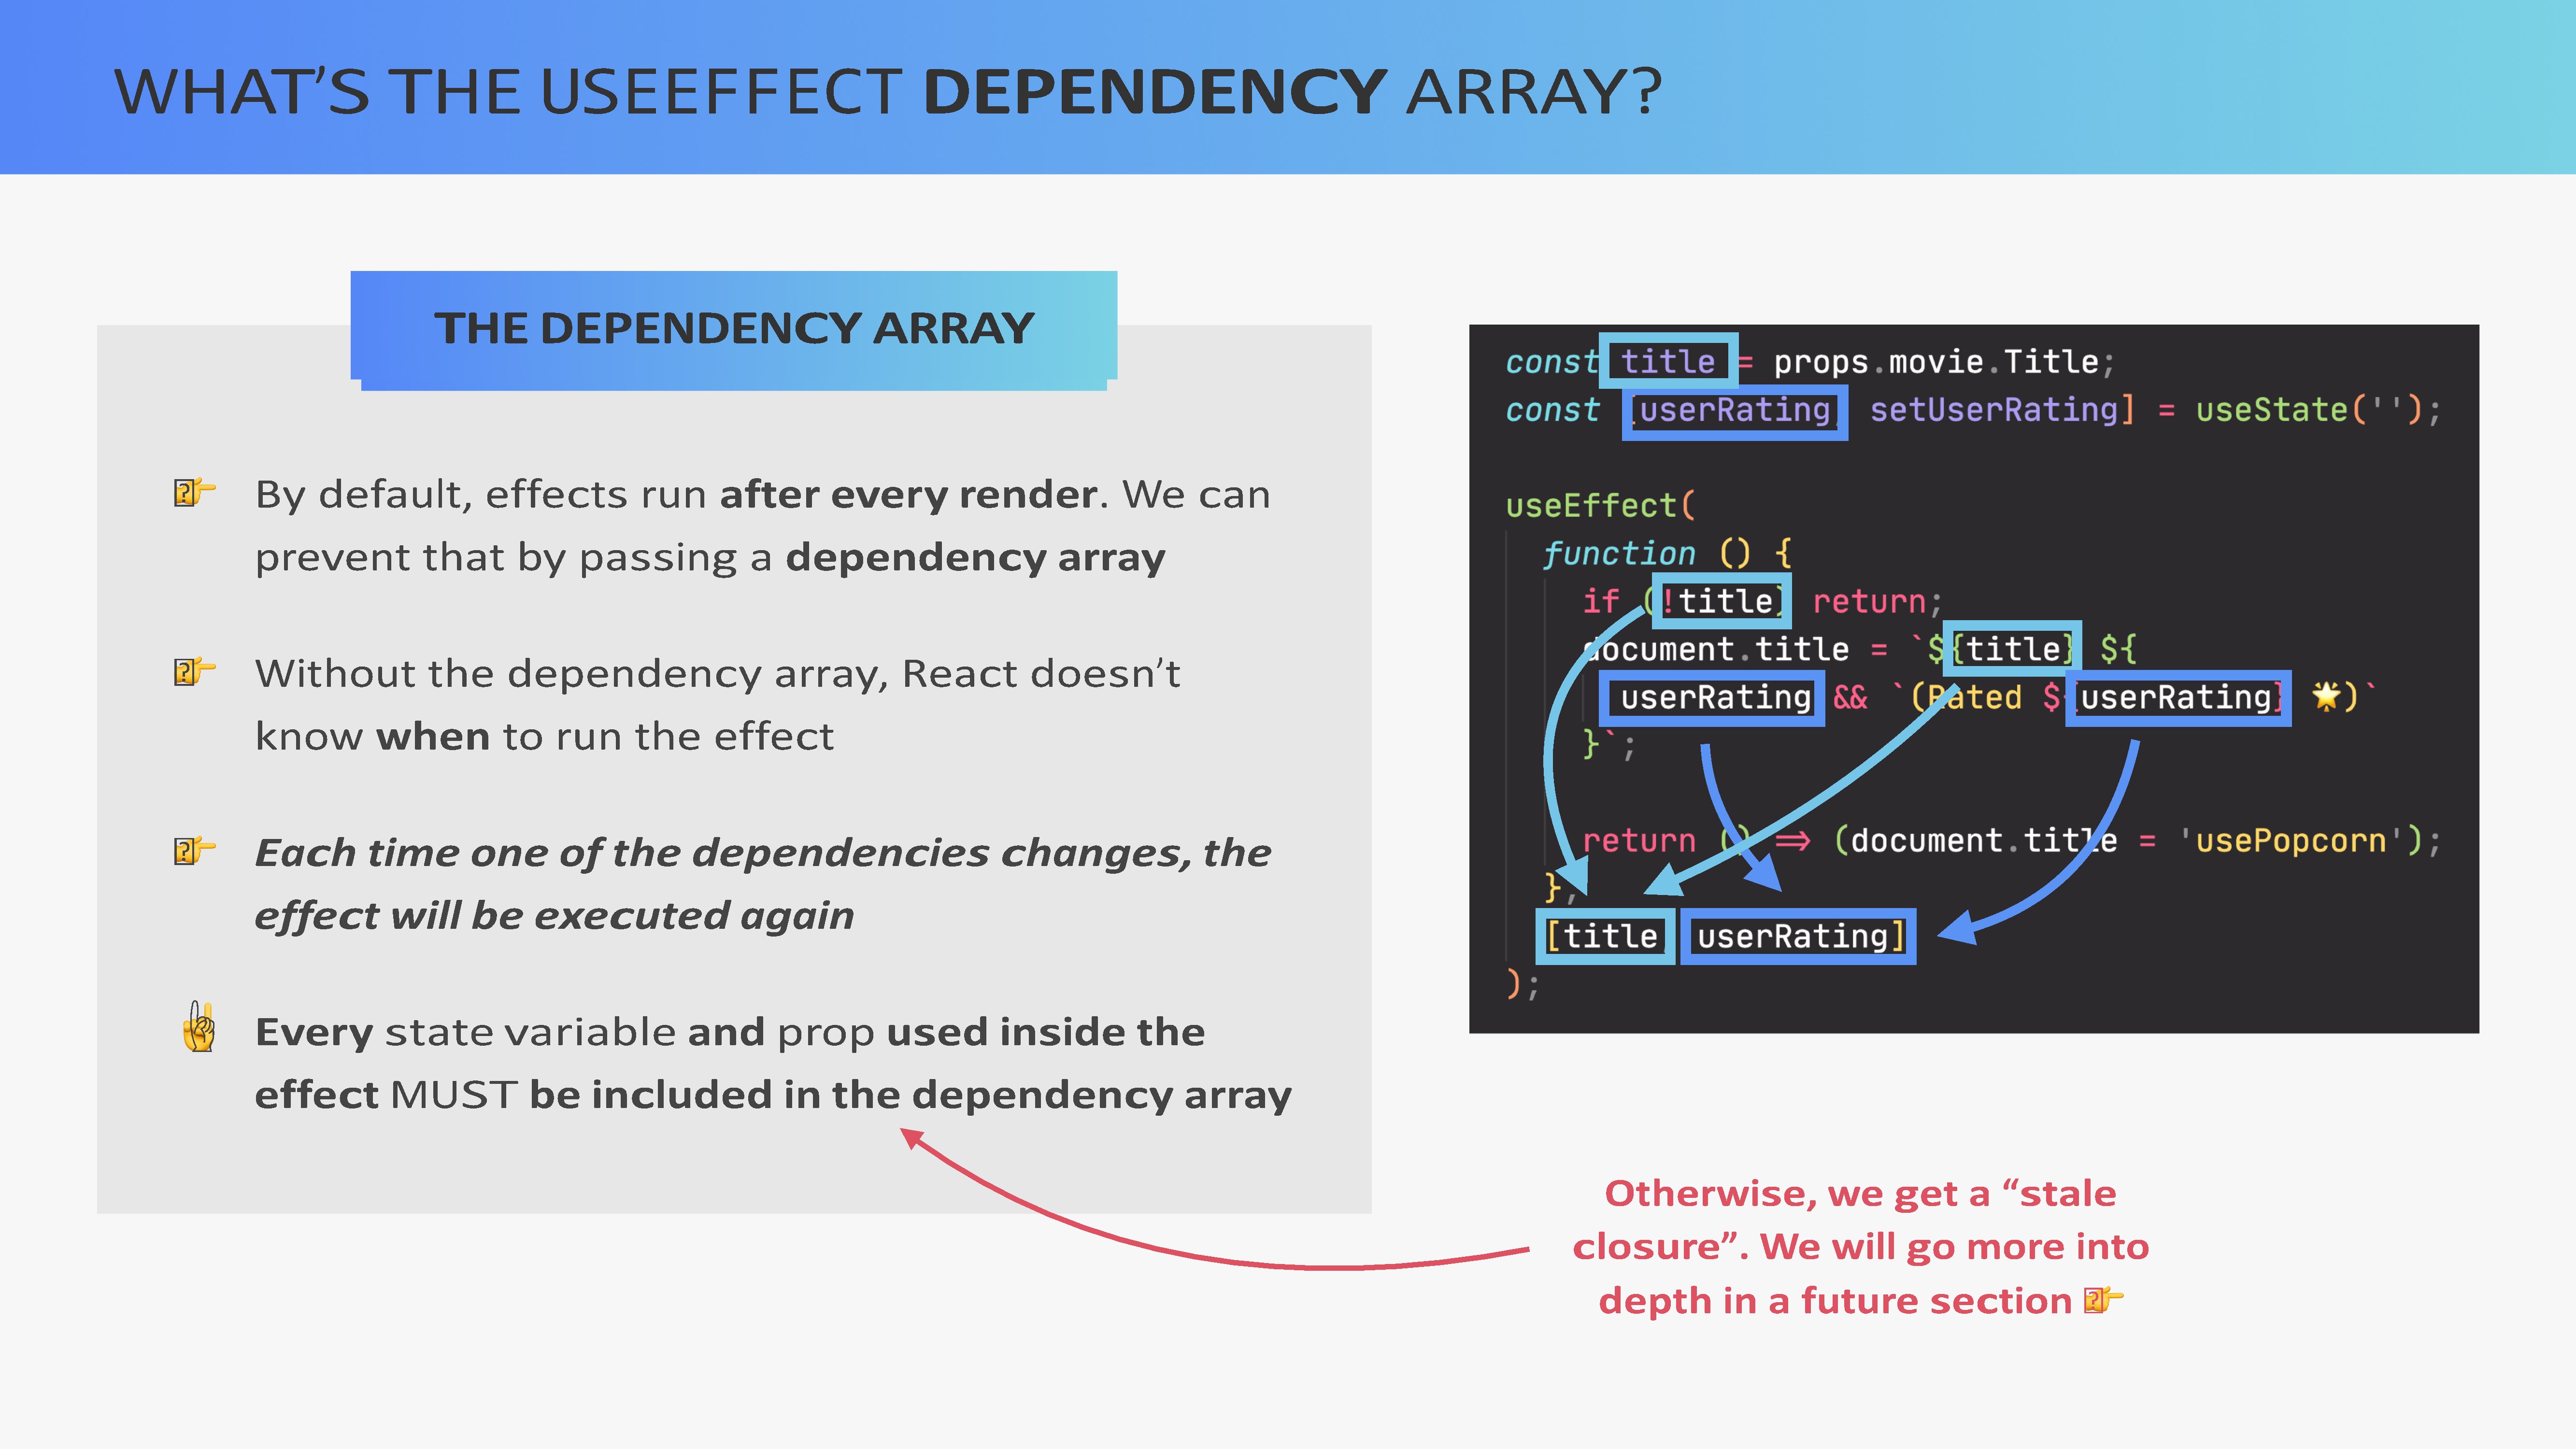 WHAT’S THE USEEFFECT DEPENDENCY ARRAY?
THE DEPENDENCY ARRAY
By default, effects run after every render. We can
prevent that by passing a dependency array
Without the dependency array, React doesn’t
know when to run the effect
Each time one of the dependencies changes, the
effect will be executed again
Every state variable and prop used inside the
effect MUST be included in the dependency array
const title = props.movie.Title;
const [userRating setUserRating] = useState('');
useEffect(
function () {
if (!title) return;
document.title = `${title} ${
userRating && `(Rated ${userRating} 🌟)`
}`;
return () => (document.title = 'usePopcorn');
},
[title userRating]
);
Otherwise, we get a “stale
closure”. We will go more into
depth in a future section 👉